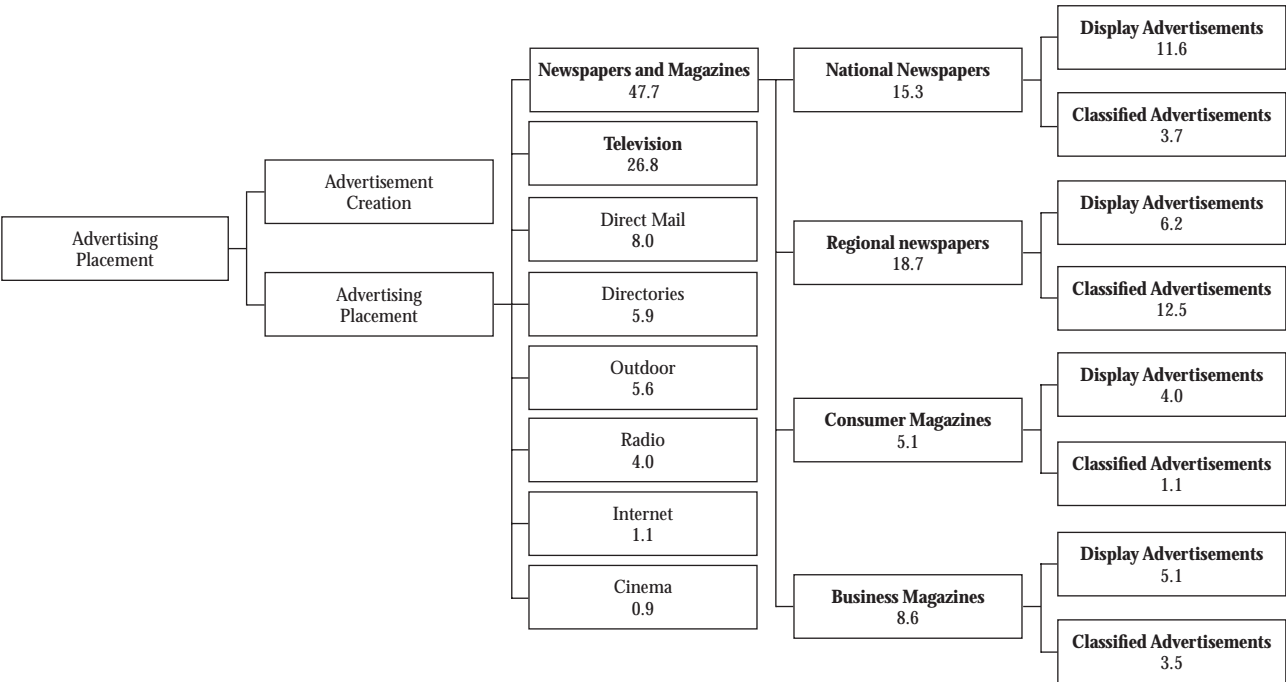 Advertising
Placement
Advertisement
Creation
Advertising
Placement
Newspapers and Magazines
47.7
Television
26.8
Direct Mail
8.0
Directories
5.9
Outdoor
5.6
Radio
4.0
Internet
1.1
Cinema
0.9
National Newspapers
15.3
Regional newspapers
18.7
Consumer Magazines
5.1
Business Magazines
8.6
Display Advertisements
11.6
Classified Advertisements
3.7
Display Advertisements
6.2
Classified Advertisements
12.5
Display Advertisements
4.0
Classified Advertisements
1.1
Display Advertisements
5.1
Classified Advertisements
3.5